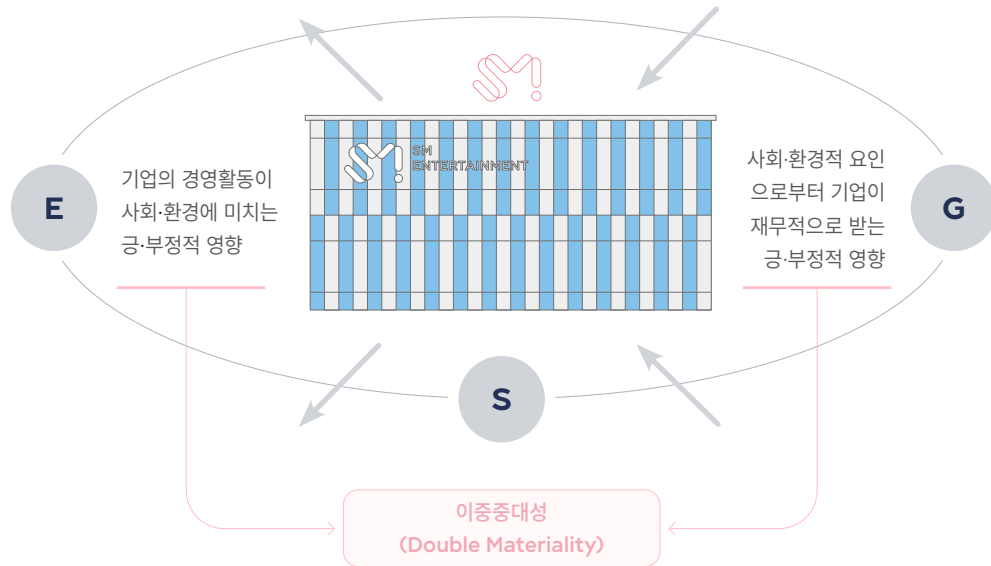 SM!
SM
ENTERTAINMENT
E
기업의 경영활동이
사회·환경에 미치는
긍·부정적 영향
사회·환경적 요인
으로부터 기업이
재무적으로 받는
긍·부정적 영향
G
S
이중중대성
(Double Materiality)